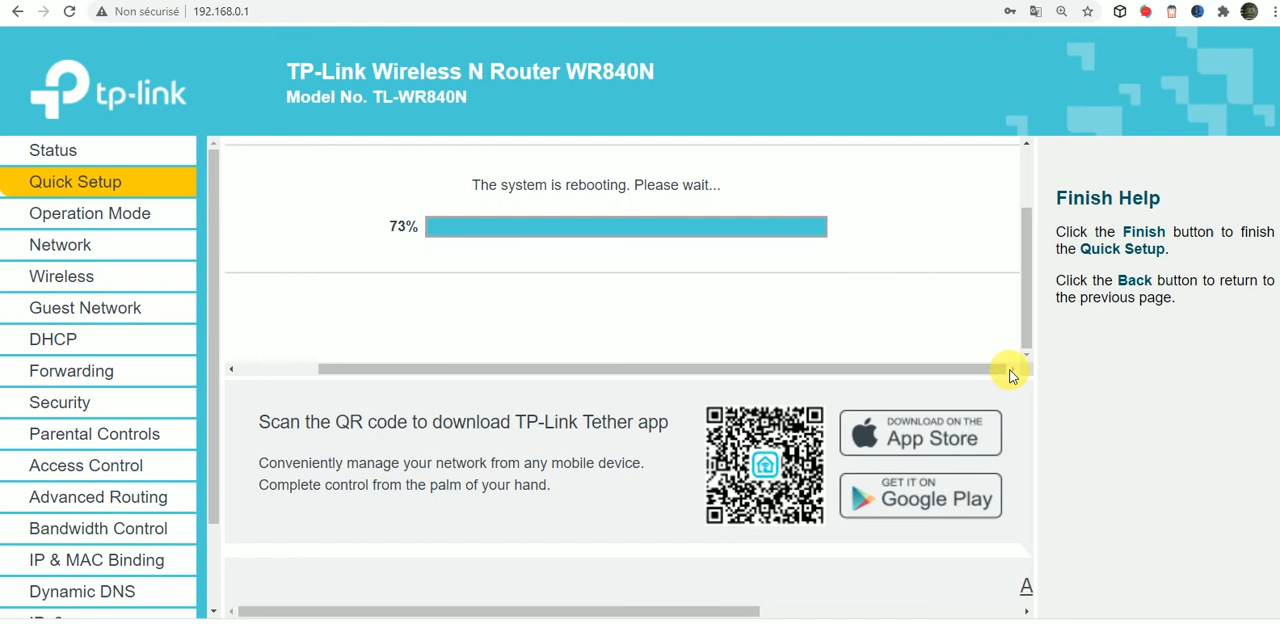 Non sécurisé
192.168.0.1
tp-link
TP-Link Wireless N Router WR840N
Model No. TL-WR840N
Status
Quick Setup
Operation Mode
Network
Wireless
Guest Network
DHCP
Forwarding
Security
Parental Controls
Access Control
Advanced Routing
Bandwidth Control
IP & MAC Binding
Dynamic DNS
The system is rebooting. Please wait...
73%
Scan the QR code to download TP-Link Tether app
Conveniently manage your network from any mobile device.
Complete control from the palm of your hand.
DOWNLOAD ON THE
App Store
GET IT ON
Google Play
A
Finish Help
Click the Finish button to finish
the Quick Setup.
Click the Back button to return to
the previous page.